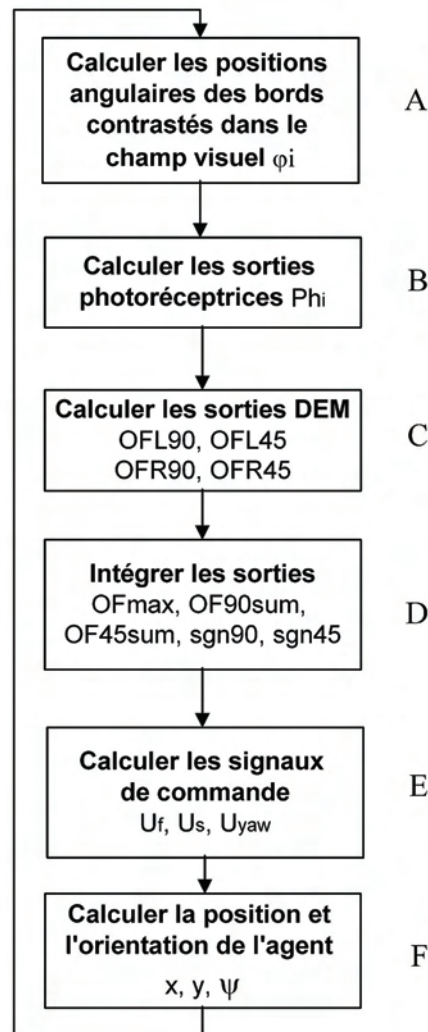 Calculer les positions
angulaires des bords
contrastés dans le
champ visuel φi
A
Calculer les sorties
photoréceptrices Phi
B
Calculer les sorties DEM
OFL90, OFL45
OFR90, OFR45
C
Intégrer les sorties
OFmax, OF90sum,
OF45sum, sgn90, sgn45
D
Calculer les signaux
de commande
Uf, Us, Uyaw
E
Calculer la position et
l'orientation de l'agent
x, y, ψ
F